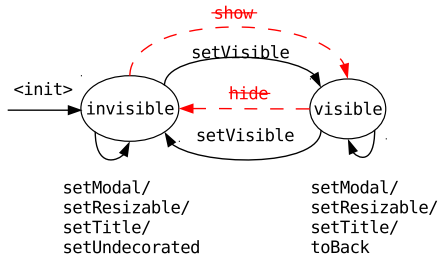 show
setVisible
<init>
hide
invisible
visible
setVisible
setModal/
setResizable/
setTitle/
setUndecorated
setModal/
setResizable/
setTitle/
toBack